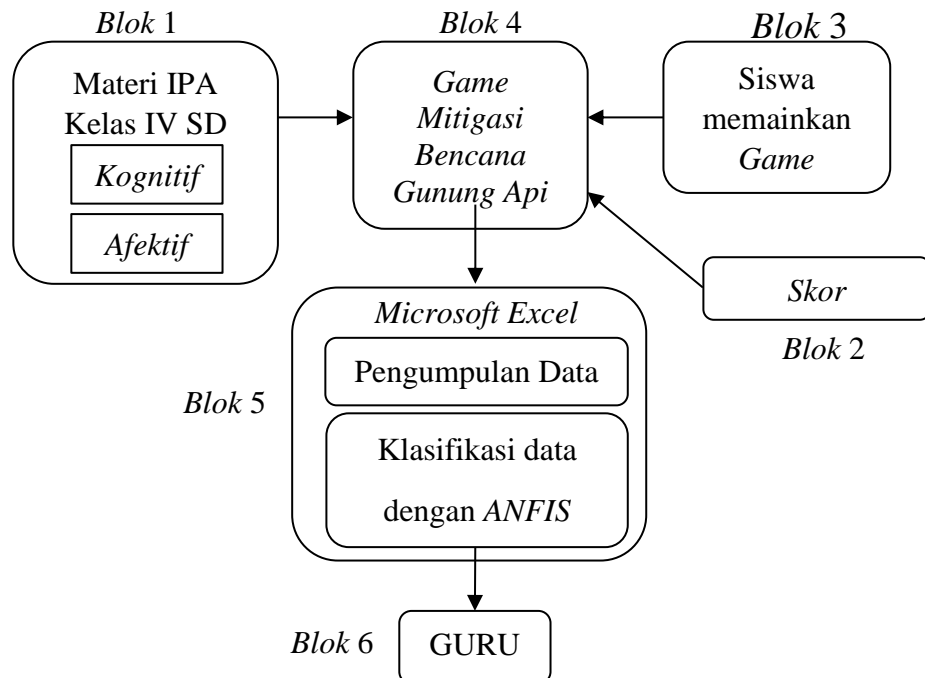 Blok 1
Materi IPA
Kelas IV SD
Kognitif
Afektif
Blok 4
Game
Mitigasi
Bencana
Gunung Api
Blok 3
Siswa
memainkan
Game
Skor
Blok 2
Microsoft Excel
Pengumpulan Data
Blok 5
Klasifikasi data
dengan ANFIS
Blok 6
GURU